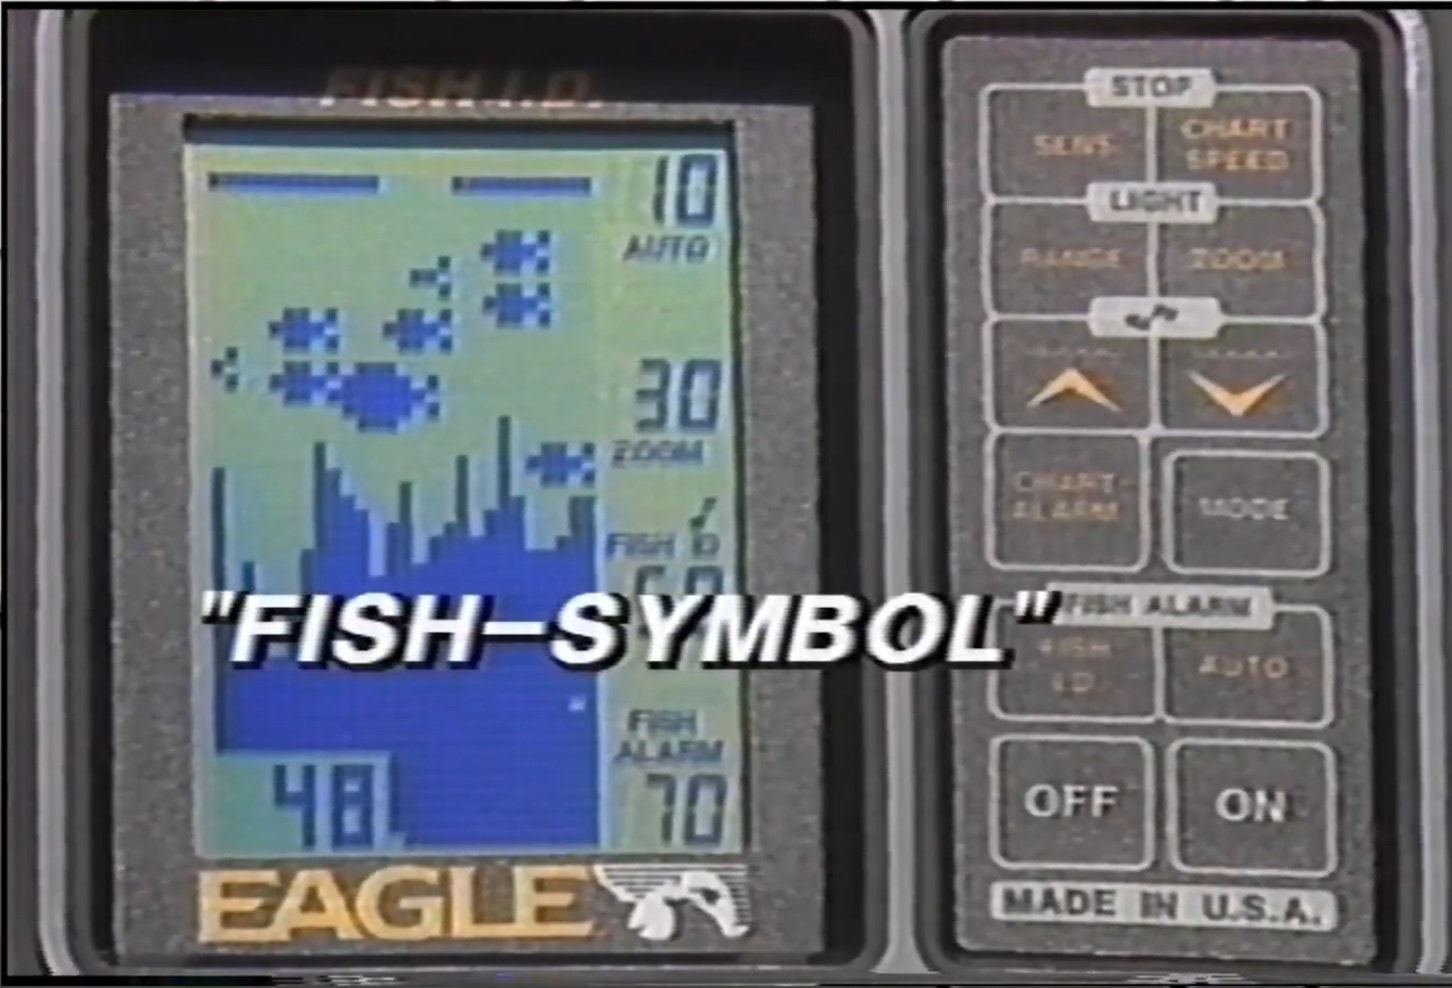 FISH I.D.
10
AUTO
30
ZOOM
FISH ID
"FISH-SYMBOL"
FISH
ALARM
48
70
EAGLE
STOP
SENS
CHART
SPEED
LIGHT
RANGE
ZOOM
CHART-
ALARM
MODE
FISH ALARM
FISH
I.D.
AUTO
OFF
ON
MADE IN U.S.A.